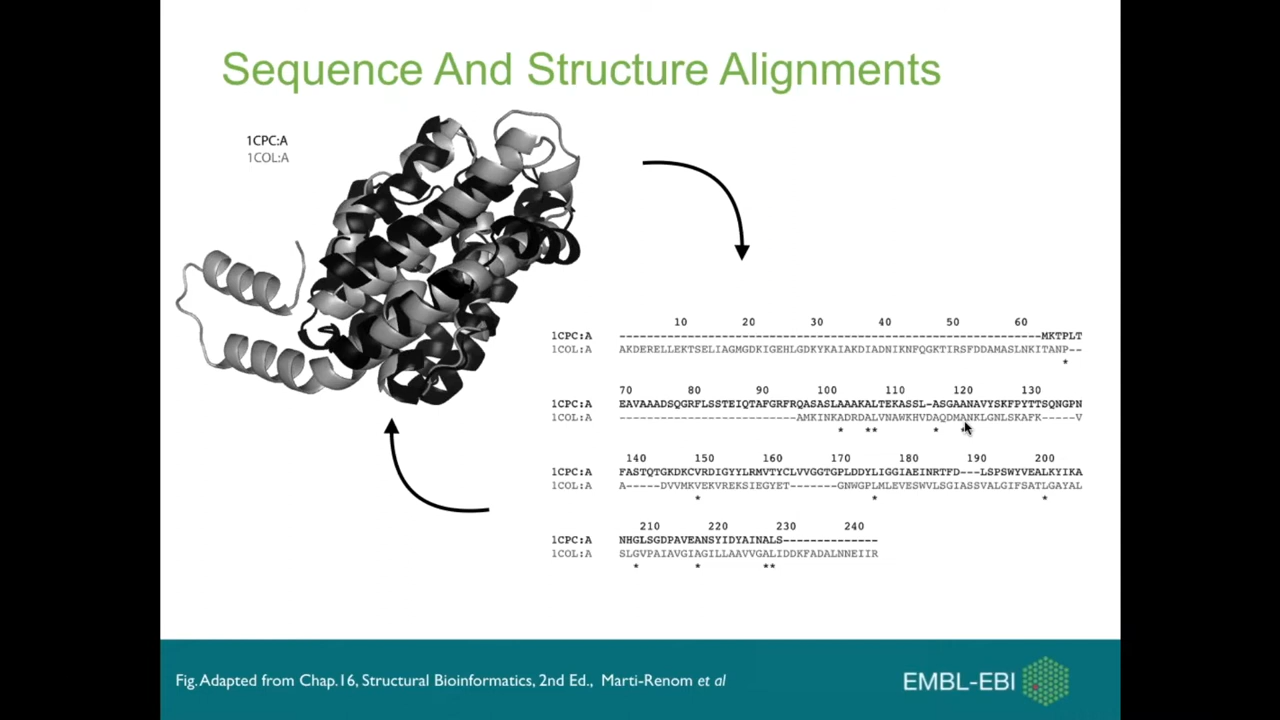 Sequence And Structure Alignments
1CPC:A
1COL:A
10 20 30 40 50 60
1CPC:A --------------------------------------------------------------MKTPLT
1COL:A AKDERELLEKTSELIAGMGDKIGEHLGDKYKAIAKDIADNIKNFQGKTIRSFDDAMASLNKITANP--
*
70 80 90 100 110 120 130
1CPC:A EAVAAADSQGRFLSSTEIQTAFGRFRQASASLAAAKALTEKASSL-ASGAANAVYSKFPYTTSQNGPN
1COL:A --------------------------AMKINKADRDALVNAWKHVDAQDMANKLGNLSKAFK-----V
* ** * *
140 150 160 170 180 190 200
1CPC:A FASTQTGKDKCVRDIGYYLRMVTYCLVVGGTGPLDDYLIGGIAEINRTFD---LSPSWYVEALKYIKA
1COL:A A-----DVVMKVEKVREKSIEGYET-------GNWGPLMLEVESWVLSGIASSVALGIFSATLGAYAL
* * *
210 220 230 240
1CPC:A NHGLSGDPAVEANSYIDYAINALS--------------
1COL:A SLGVPAIAVGIAGILLAAVVGALIDDKFADALNNEIIR
* * **
Fig. Adapted from Chap.16, Structural Bioinformatics, 2nd Ed., Marti-Renom et al
EMBL-EBI